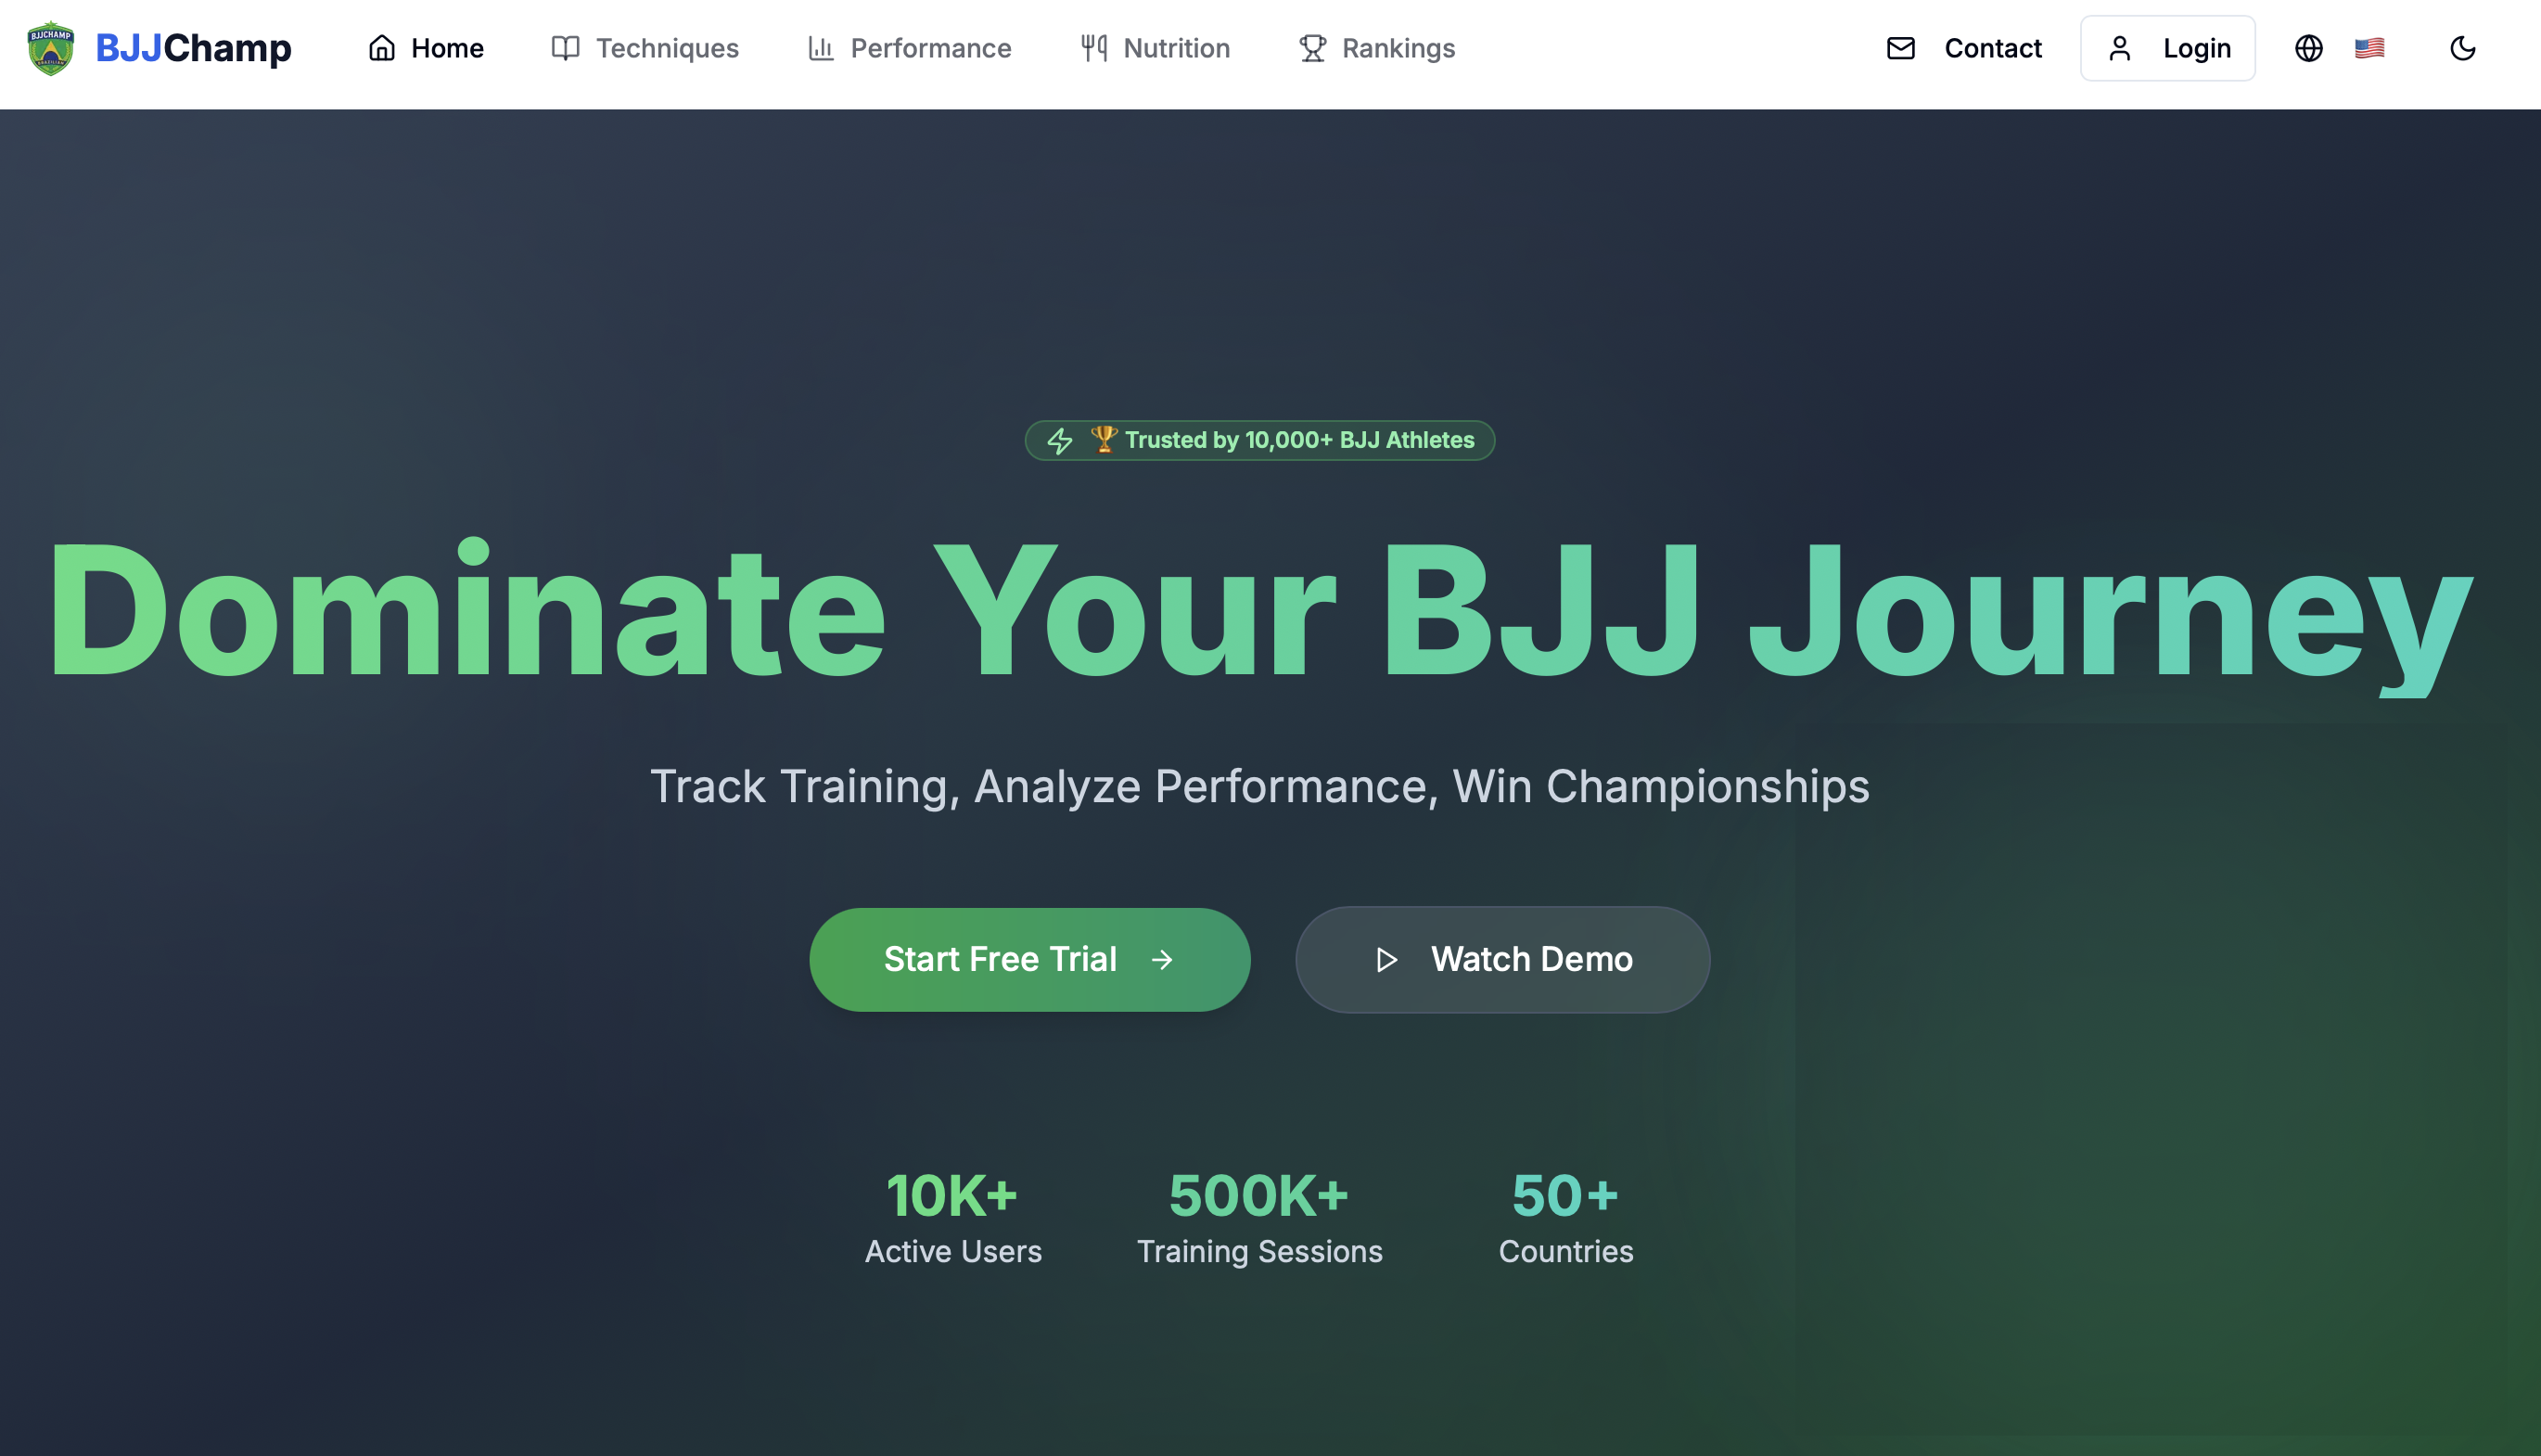 BJJCHAMP
BRAZILIAN
BJJChamp
Home
Techniques
Performance
Nutrition
Rankings
Contact
Login
🏆 Trusted by 10,000+ BJJ Athletes
Dominate Your BJJ Journey
Track Training, Analyze Performance, Win Championships
Start Free Trial
Watch Demo
10K+
500K+
50+
Active Users
Training Sessions
Countries